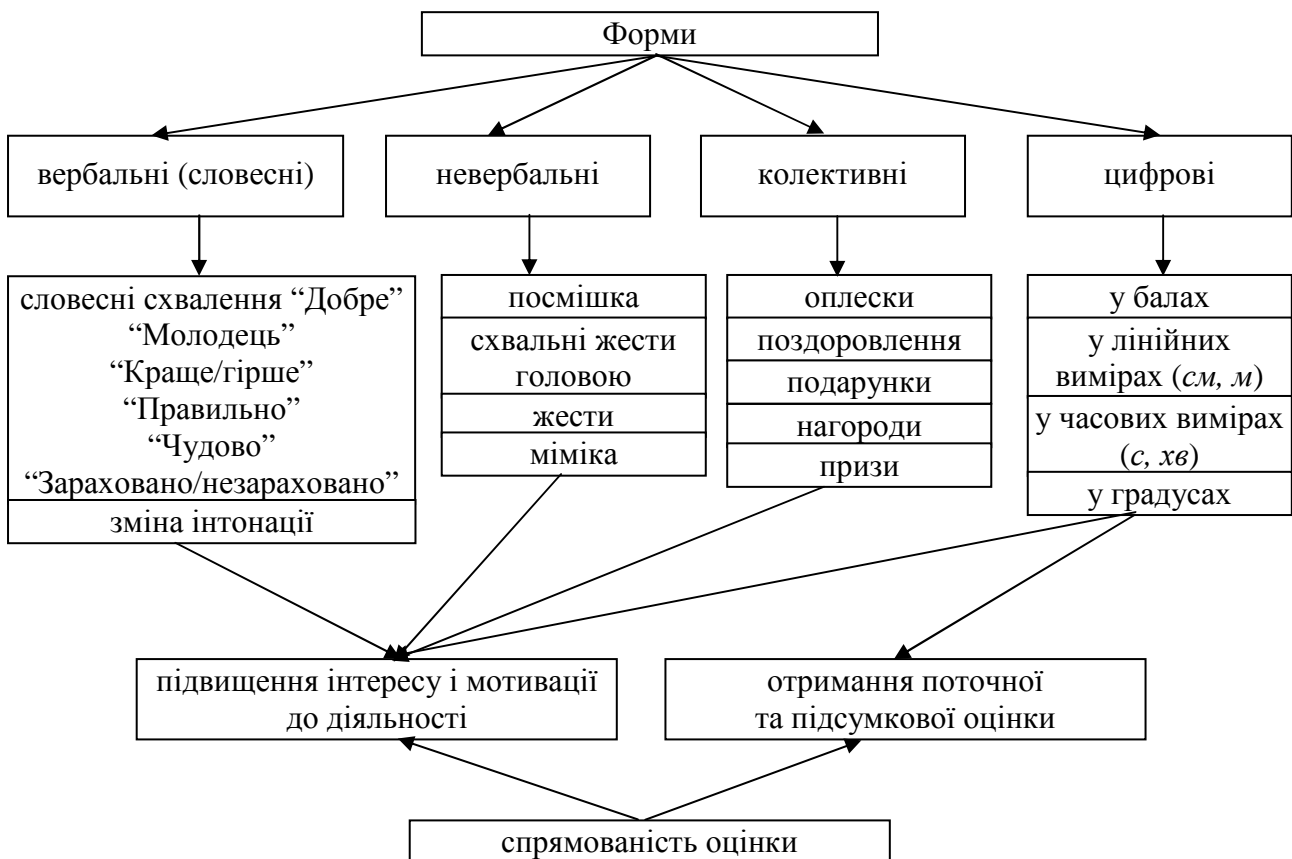 Форми
вербальні (словесні)
невербальні
колективні
цифрові
словесні схвалення “Добре”
“Молодець”
“Краще/гірше”
“Правильно”
“Чудово”
“Зараховано/незараховано”
зміна інтонації
посмішка
схвальні жести
головою
жести
міміка
оплески
поздоровлення
подарунки
нагороди
призи
у балах
у лінійних
вимірах (см, м)
у часових вимірах
(с, хв)
у градусах
підвищення інтересу і мотивації
до діяльності
отримання поточної
та підсумкової оцінки
спрямованість оцінки